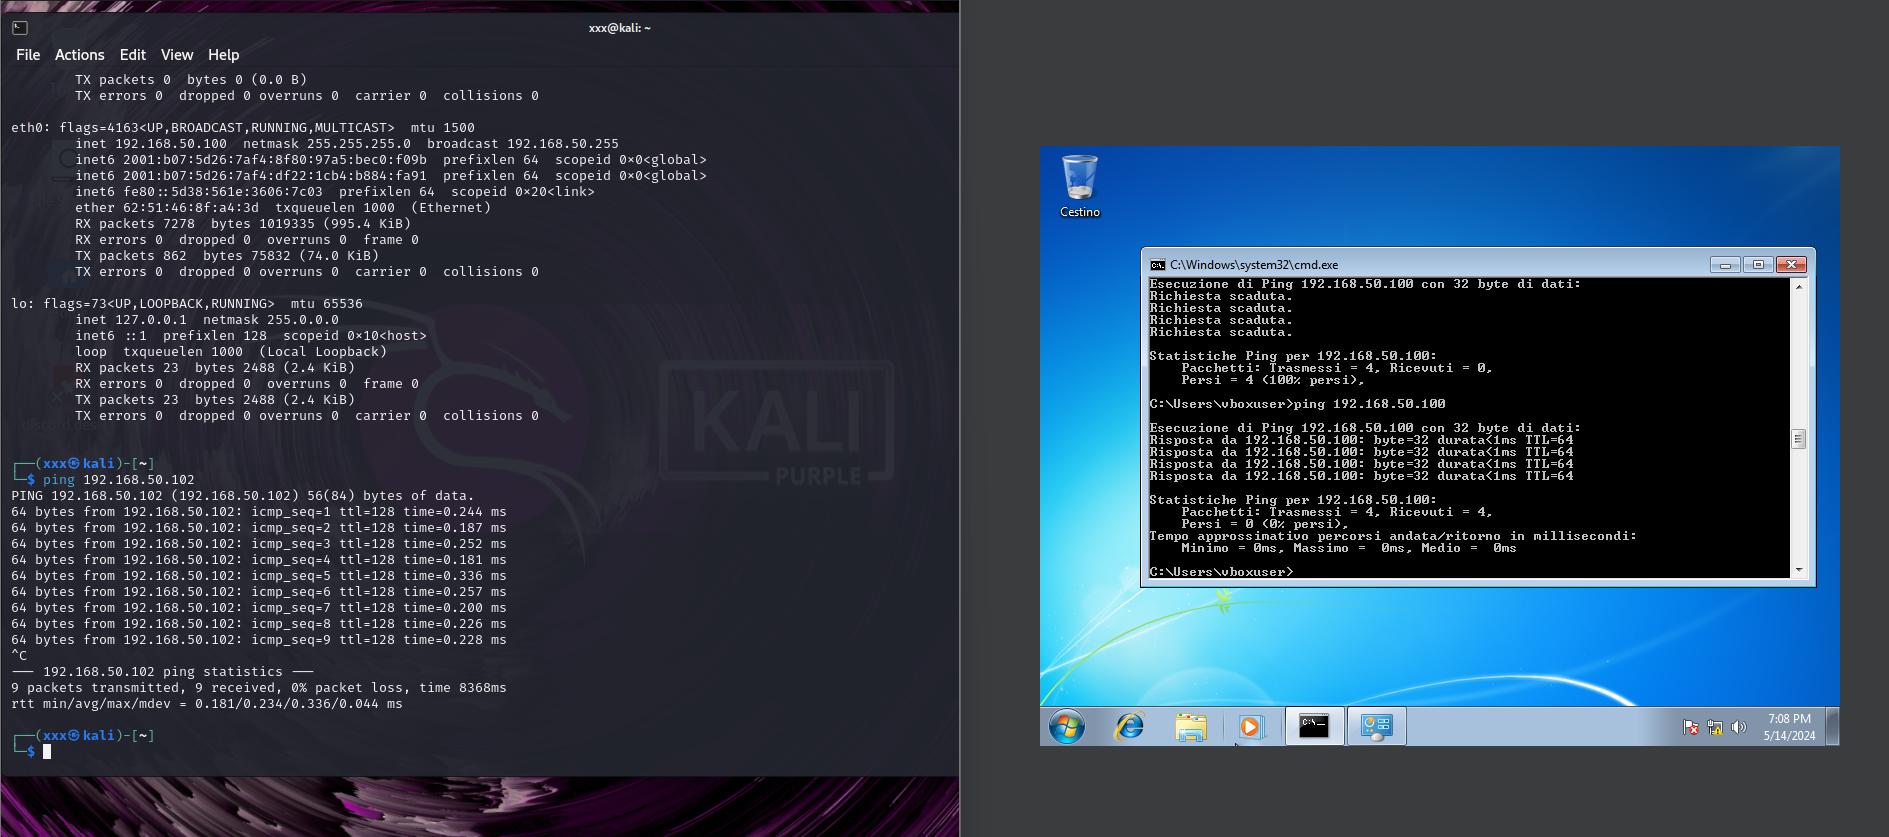 xxx@kali: ~
File Actions Edit View Help
TX packets 0  bytes 0 (0.0 B)
TX errors 0  dropped 0 overruns 0  carrier 0  collisions 0
eth0: flags=4163<UP,BROADCAST,RUNNING,MULTICAST>  mtu 1500
inet 192.168.50.100  netmask 255.255.255.0  broadcast 192.168.50.255
inet6 2001:b07:5d26:7af4:8f80:97a5:bec0:f09b  prefixlen 64  scopeid 0×0<global>
inet6 2001:b07:5d26:7af4:df22:1cb4:b884:fa91  prefixlen 64  scopeid 0×0<global>
inet6 fe80::5d38:561e:3606:7c03  prefixlen 64  scopeid 0×20<link>
ether 62:51:46:8f:a4:3d  txqueuelen 1000  (Ethernet)
RX packets 7278  bytes 1019335 (995.4 KiB)
RX errors 0  dropped 0  overruns 0  frame 0
TX packets 862  bytes 75832 (74.0 KiB)
TX errors 0  dropped 0 overruns 0  carrier 0  collisions 0
lo: flags=73<UP,LOOPBACK,RUNNING>  mtu 65536
inet 127.0.0.1  netmask 255.0.0.0
inet6 ::1  prefixlen 128  scopeid 0×10<host>
loop  txqueuelen 1000  (Local Loopback)
RX packets 23  bytes 2488 (2.4 KiB)
RX errors 0  dropped 0  overruns 0  frame 0
TX packets 23  bytes 2488 (2.4 KiB)
TX errors 0  dropped 0 overruns 0  carrier 0  collisions 0
KALI
PURPLE
┌──(xxx㉿kali)-[~]
└─$ ping 192.168.50.102
PING 192.168.50.102 (192.168.50.102) 56(84) bytes of data.
64 bytes from 192.168.50.102: icmp_seq=1 ttl=128 time=0.244 ms
64 bytes from 192.168.50.102: icmp_seq=2 ttl=128 time=0.187 ms
64 bytes from 192.168.50.102: icmp_seq=3 ttl=128 time=0.252 ms
64 bytes from 192.168.50.102: icmp_seq=4 ttl=128 time=0.181 ms
64 bytes from 192.168.50.102: icmp_seq=5 ttl=128 time=0.336 ms
64 bytes from 192.168.50.102: icmp_seq=6 ttl=128 time=0.257 ms
64 bytes from 192.168.50.102: icmp_seq=7 ttl=128 time=0.200 ms
64 bytes from 192.168.50.102: icmp_seq=8 ttl=128 time=0.226 ms
64 bytes from 192.168.50.102: icmp_seq=9 ttl=128 time=0.228 ms
^C
─── 192.168.50.102 ping statistics ───
9 packets transmitted, 9 received, 0% packet loss, time 8368ms
rtt min/avg/max/mdev = 0.181/0.234/0.336/0.044 ms
┌──(xxx㉿kali)-[~]
└─$
Cestino
C:\Windows\system32\cmd.exe
Esecuzione di Ping 192.168.50.100 con 32 byte di dati:
Richiesta scaduta.
Richiesta scaduta.
Richiesta scaduta.
Richiesta scaduta.
Statistiche Ping per 192.168.50.100:
Pacchetti: Trasmessi = 4, Ricevuti = 0,
Persi = 4 (100% persi),
C:\Users\vboxuser>ping 192.168.50.100
Esecuzione di Ping 192.168.50.100 con 32 byte di dati:
Risposta da 192.168.50.100: byte=32 durata<1ms TTL=64
Risposta da 192.168.50.100: byte=32 durata<1ms TTL=64
Risposta da 192.168.50.100: byte=32 durata<1ms TTL=64
Risposta da 192.168.50.100: byte=32 durata<1ms TTL=64
Statistiche Ping per 192.168.50.100:
Pacchetti: Trasmessi = 4, Ricevuti = 4,
Persi = 0 (0% persi),
Tempo approssimativo percorsi andata/ritorno in millisecondi:
Minimo = 0ms, Massimo =  0ms, Medio =  0ms
C:\Users\vboxuser>
7:08 PM
5/14/2024